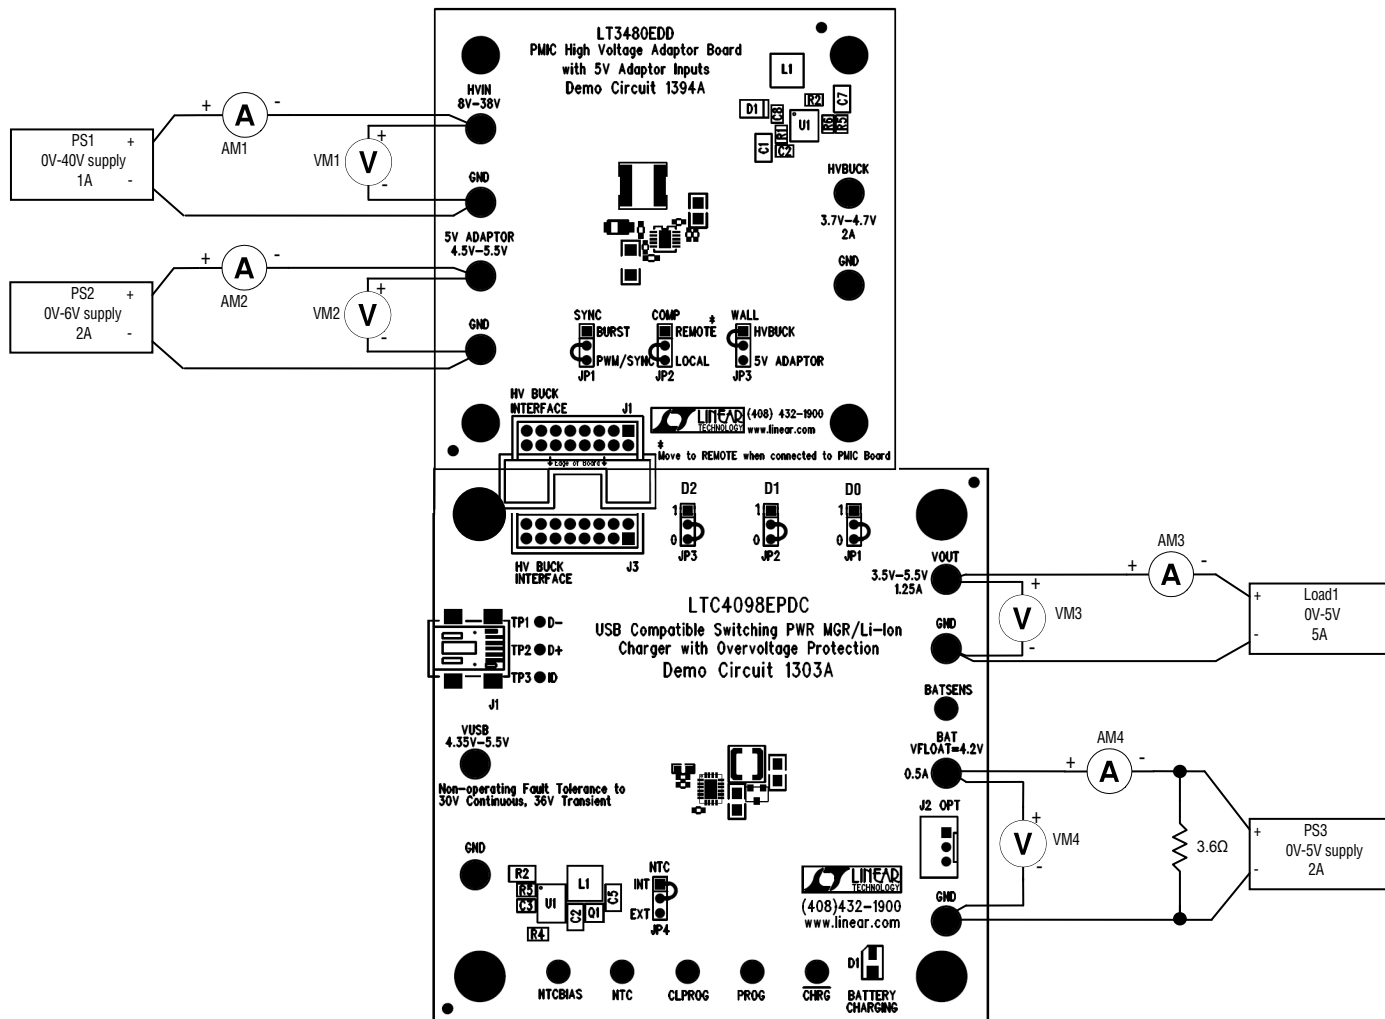 LT3480EDD
PMIC High Voltage Adaptor Board
with 5V Adaptor Inputs
Demo Circuit 1394A
HVIN
8V-38V
L1
D1
C8
R2
C7
R1
U1
R6
R5
C1
C2
+
A
-
AM1
PS1
0V-40V supply
1A
+
-
VM1
+
V
-
GND
HVBUCK
3.7V-4.7V
2A
GND
5V ADAPTOR
4.5V-5.5V
+
A
-
AM2
PS2
0V-6V supply
2A
+
-
VM2
+
V
-
GND
SYNC
BURST
PWM/SYNC
JP1
COMP
REMOTE
*
LOCAL
JP2
WALL
HVBUCK
5V ADAPTOR
JP3
HV BUCK
INTERFACE
J1
LINEAR
TECHNOLOGY
(408) 432-1900
www.linear.com
*
Move to REMOTE when connected to PMIC Board
Edge of Board
D2
1
0
JP3
D1
1
0
JP2
D0
1
0
JP1
HV BUCK
INTERFACE
J3
VOUT
3.5V-5.5V
1.25A
AM3
+
A
-
+
V
-
VM3
Load1
0V-5V
5A
+
-
GND
LTC4098EPDC
USB Compatible Switching PWR MGR/Li-Ion
Charger with Overvoltage Protection
Demo Circuit 1303A
TP1
D-
TP2
D+
TP3
ID
J1
BATSENS
VUSB
4.35V-5.5V
Non-operating Fault Tolerance to
30V Continuous, 36V Transient
BAT
VFLOAT=4.2V
0.5A
AM4
+
A
-
+
V
-
VM4
3.6Ω
PS3
0V-5V supply
2A
+
-
J2 OPT
GND
GND
R2
R5
C3
U1
L1
C2
Q1
C5
R4
NTC
INT
EXT
JP4
LINEAR
TECHNOLOGY
(408)432-1900
www.linear.com
NTCBIAS
NTC
CLPROG
PROG
CHRG
D1
BATTERY
CHARGING